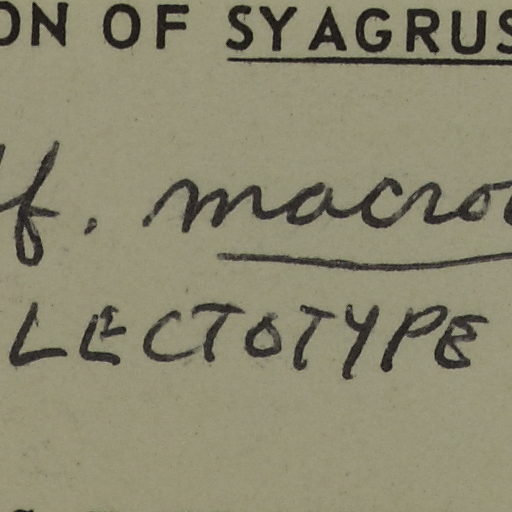 ON OF SYAGRUS
f. macro
LECTOTYPE